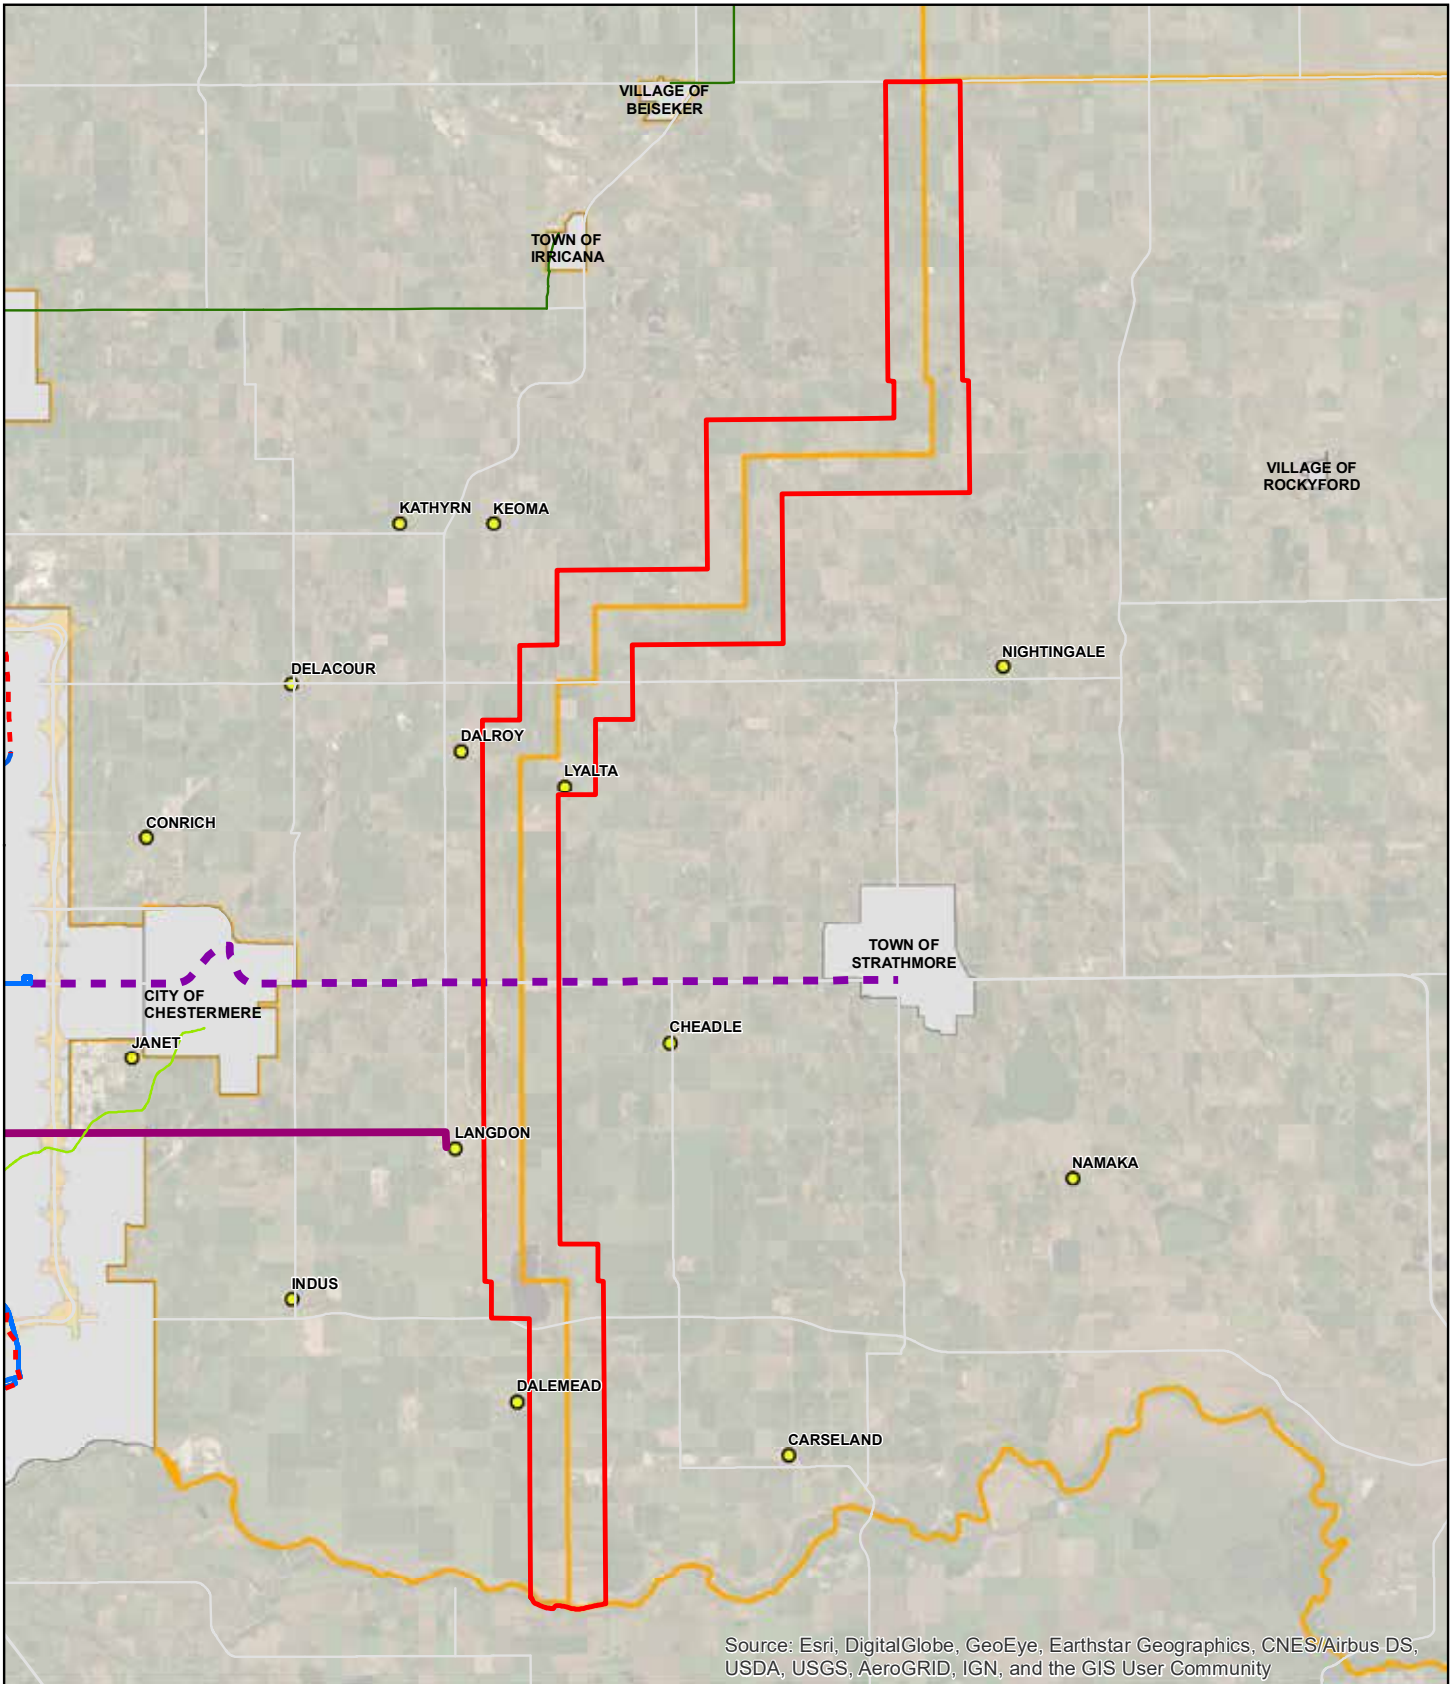 VILLAGE OF
BEISEKER
TOWN OF
IRRICANA
VILLAGE OF
ROCKYFORD
KATHYRN
KEOMA
NIGHTINGALE
DELACOUR
DALROY
LYALTA
CONRICH
TOWN OF
STRATHMORE
CITY OF
CHESTERMERE
CHEADLE
JANET
LANGDON
NAMAKA
INDUS
DALEMEAD
CARSELAND
Source: Esri, DigitalGlobe, GeoEye, Earthstar Geographics, CNES/Airbus DS,
USDA, USGS, AeroGRID, IGN, and the GIS User Community